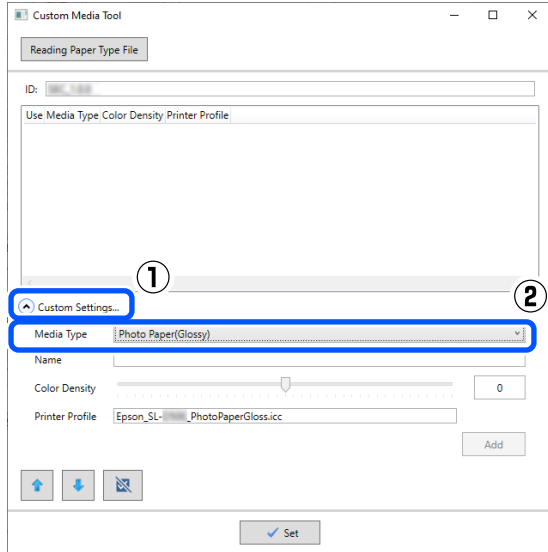 Custom Media Tool
Reading Paper Type File
ID:
Use Media Type Color Density Printer Profile
①
Custom Settings...
②
Media Type Photo Paper(Glossy)
Name
Color Density 0
Printer Profile Epson_SL- _PhotoPaperGloss.icc
Add
Set